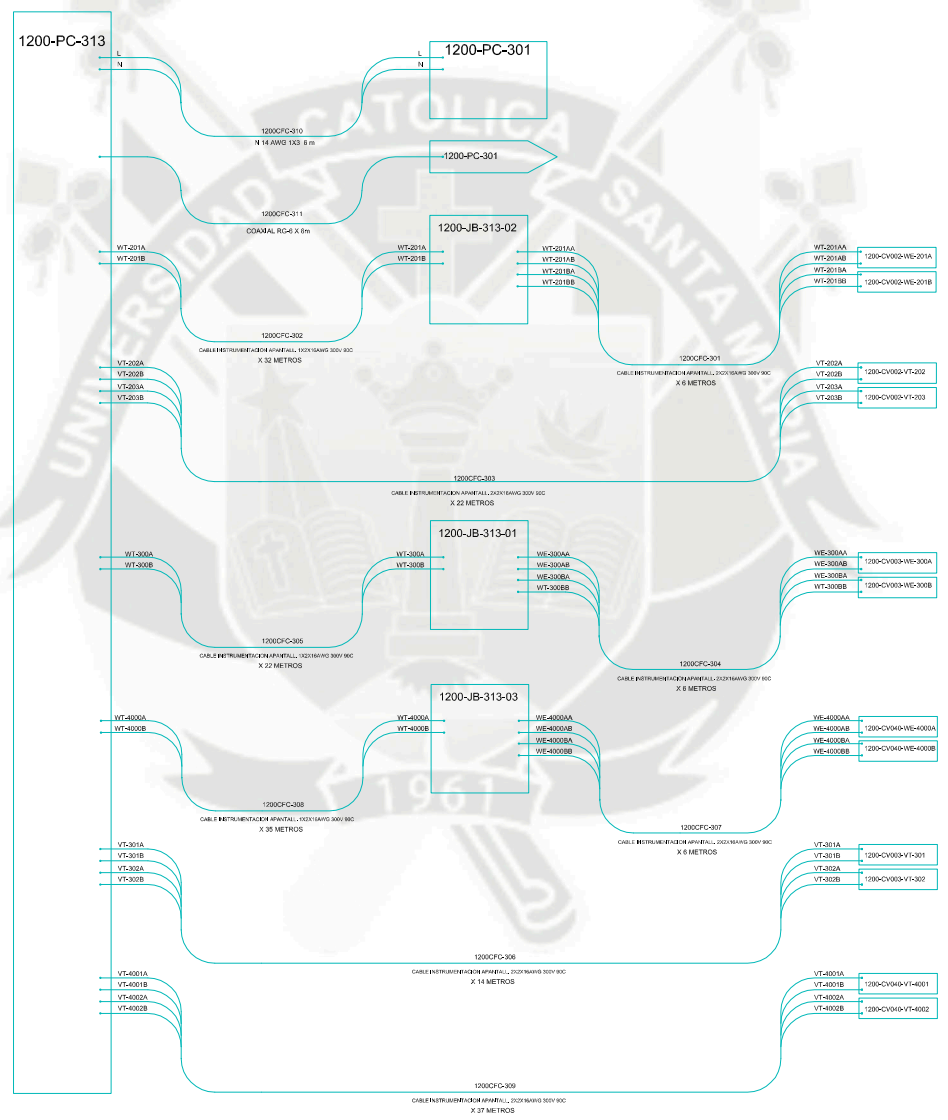 1200-PC-313
L
N
L
N
1200-PC-301
1200CFC-310
N 14 AWG 1X3 6 m
1200-PC-301
1200CFC-311
COAXIAL RG-6 X 6m
WT-201A
WT-201B
WT-201A
WT-201B
1200-JB-313-02
WT-201AA
WT-201AB
WT-201BA
WT-201BB
WT-201AA
WT-201AB
WT-201BA
WT-201BB
1200-CV002-WE-201A
1200-CV002-WE-201B
1200CFC-302
CABLE INSTRUMENTACION APANTALL. 1X2X16AWG 300V 90C
X 32 METROS
1200CFC-301
CABLE INSTRUMENTACION APANTALL. 2X2X16AWG 300V 90C
X 6 METROS
VT-202A
VT-202B
VT-203A
VT-203B
VT-202A
VT-202B
VT-203A
VT-203B
1200-CV002-VT-202
1200-CV002-VT-203
1200CFC-303
CABLE INSTRUMENTACION APANTALL. 2X2X16AWG 300V 90C
X 22 METROS
WT-300A
WT-300B
WT-300A
WT-300B
1200-JB-313-01
WE-300AA
WE-300AB
WE-300BA
WT-300BB
WE-300AA
WE-300AB
WE-300BA
WT-300BB
1200-CV003-WE-300A
1200-CV003-WE-300B
1200CFC-305
CABLE INSTRUMENTACION APANTALL. 1X2X16AWG 300V 90C
X 22 METROS
1200CFC-304
CABLE INSTRUMENTACION APANTALL. 2X2X16AWG 300V 90C
X 6 METROS
WT-4000A
WT-4000B
WT-4000A
WT-4000B
1200-JB-313-03
WE-4000AA
WE-4000AB
WE-4000BA
WE-4000BB
WE-4000AA
WE-4000AB
WE-4000BA
WE-4000BB
1200-CV040-WE-4000A
1200-CV040-WE-4000B
1200CFC-308
CABLE INSTRUMENTACION APANTALL. 1X2X16AWG 300V 90C
X 35 METROS
1200CFC-307
CABLE INSTRUMENTACION APANTALL. 2X2X16AWG 300V 90C
X 6 METROS
VT-301A
VT-301B
VT-302A
VT-302B
VT-301A
VT-301B
VT-302A
VT-302B
1200-CV003-VT-301
1200-CV003-VT-302
1200CFC-306
CABLE INSTRUMENTACION APANTALL. 2X2X16AWG 300V 90C
X 14 METROS
VT-4001A
VT-4001B
VT-4002A
VT-4002B
VT-4001A
VT-4001B
VT-4002A
VT-4002B
1200-CV040-VT-4001
1200-CV040-VT-4002
1200CFC-309
CABLE INSTRUMENTACION APANTALL. 2X2X16AWG 300V 90C
X 37 METROS
UNIVERSIDAD CATOLICA SANTA MARIA
1961